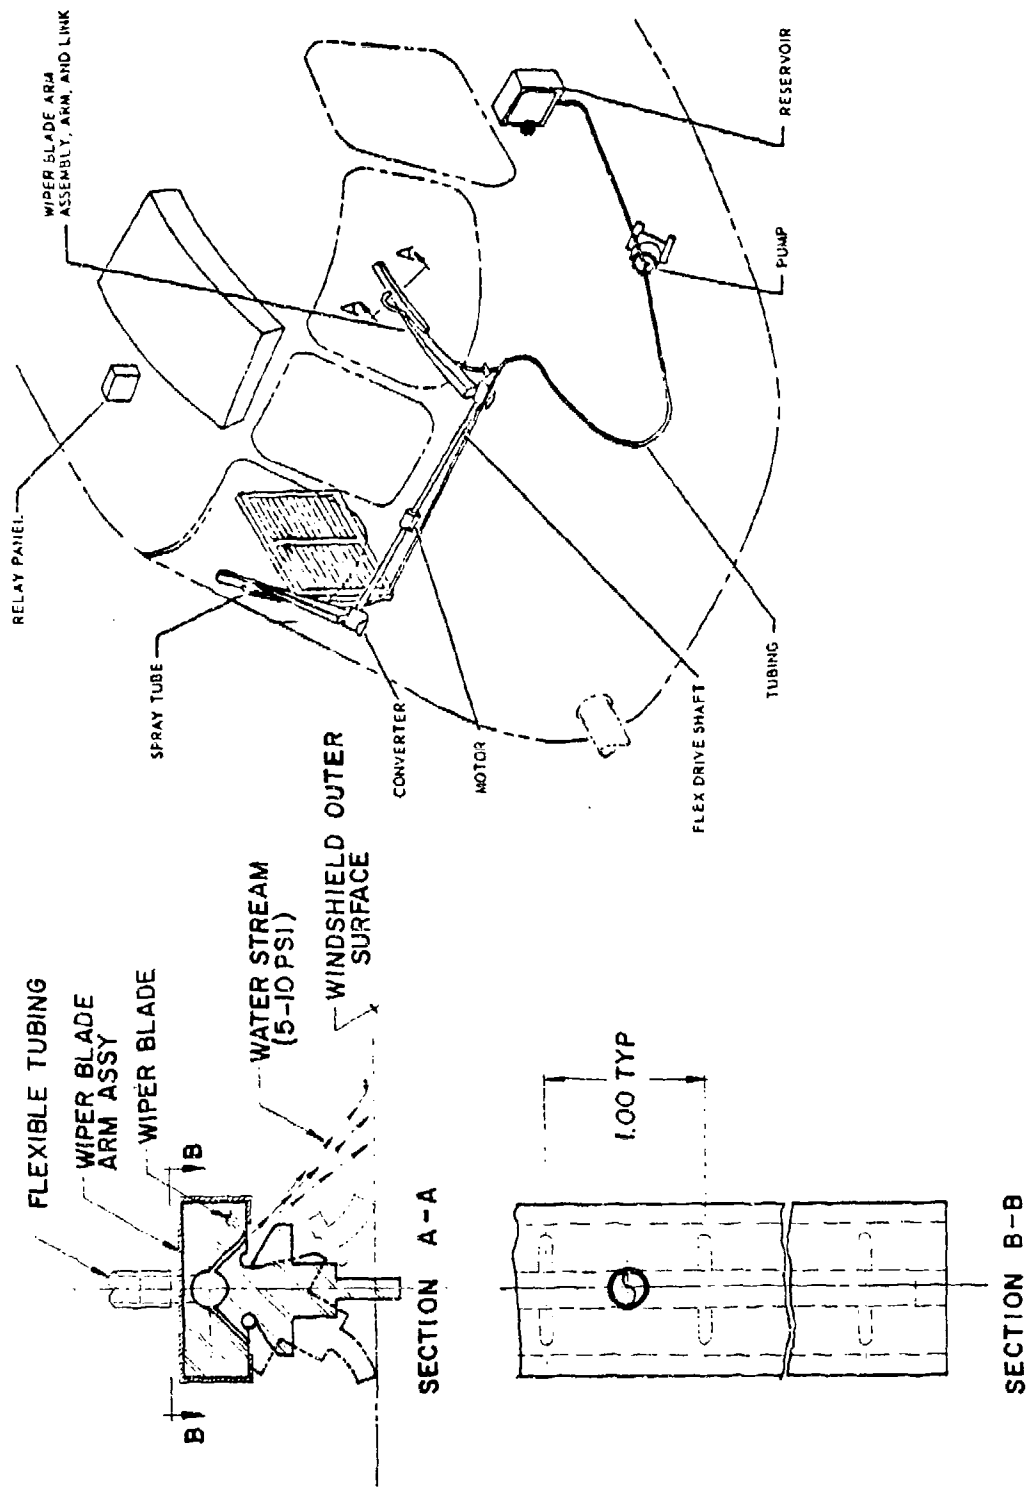 WIPER BLADE ARM
ASSEMBLY, ARM, AND LINK
RELAY PANEL
SPRAY TUBE
CONVERTER
MOTOR
FLEX DRIVE SHAFT
TUBING
PUMP
RESERVOIR
A
A
FLEXIBLE TUBING
WIPER BLADE
ARM ASSY
WIPER BLADE
WATER STREAM
(5-10 PSI)
WINDSHIELD OUTER
SURFACE
B
B
SECTION A-A
1.00 TYP
SECTION B-B